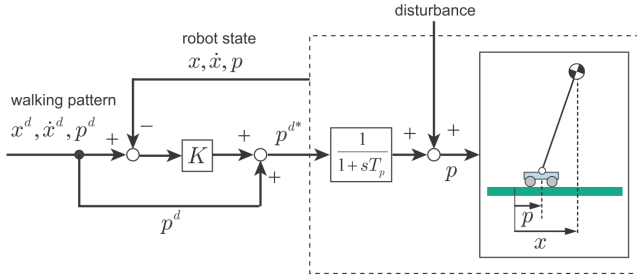 disturbance
robot state
x, ẋ, p
walking pattern
x^d, ẋ^d, p^d
+
−
K
+
+
p^{d*}
1
1+sT_p
+
+
p
p^d
p
x